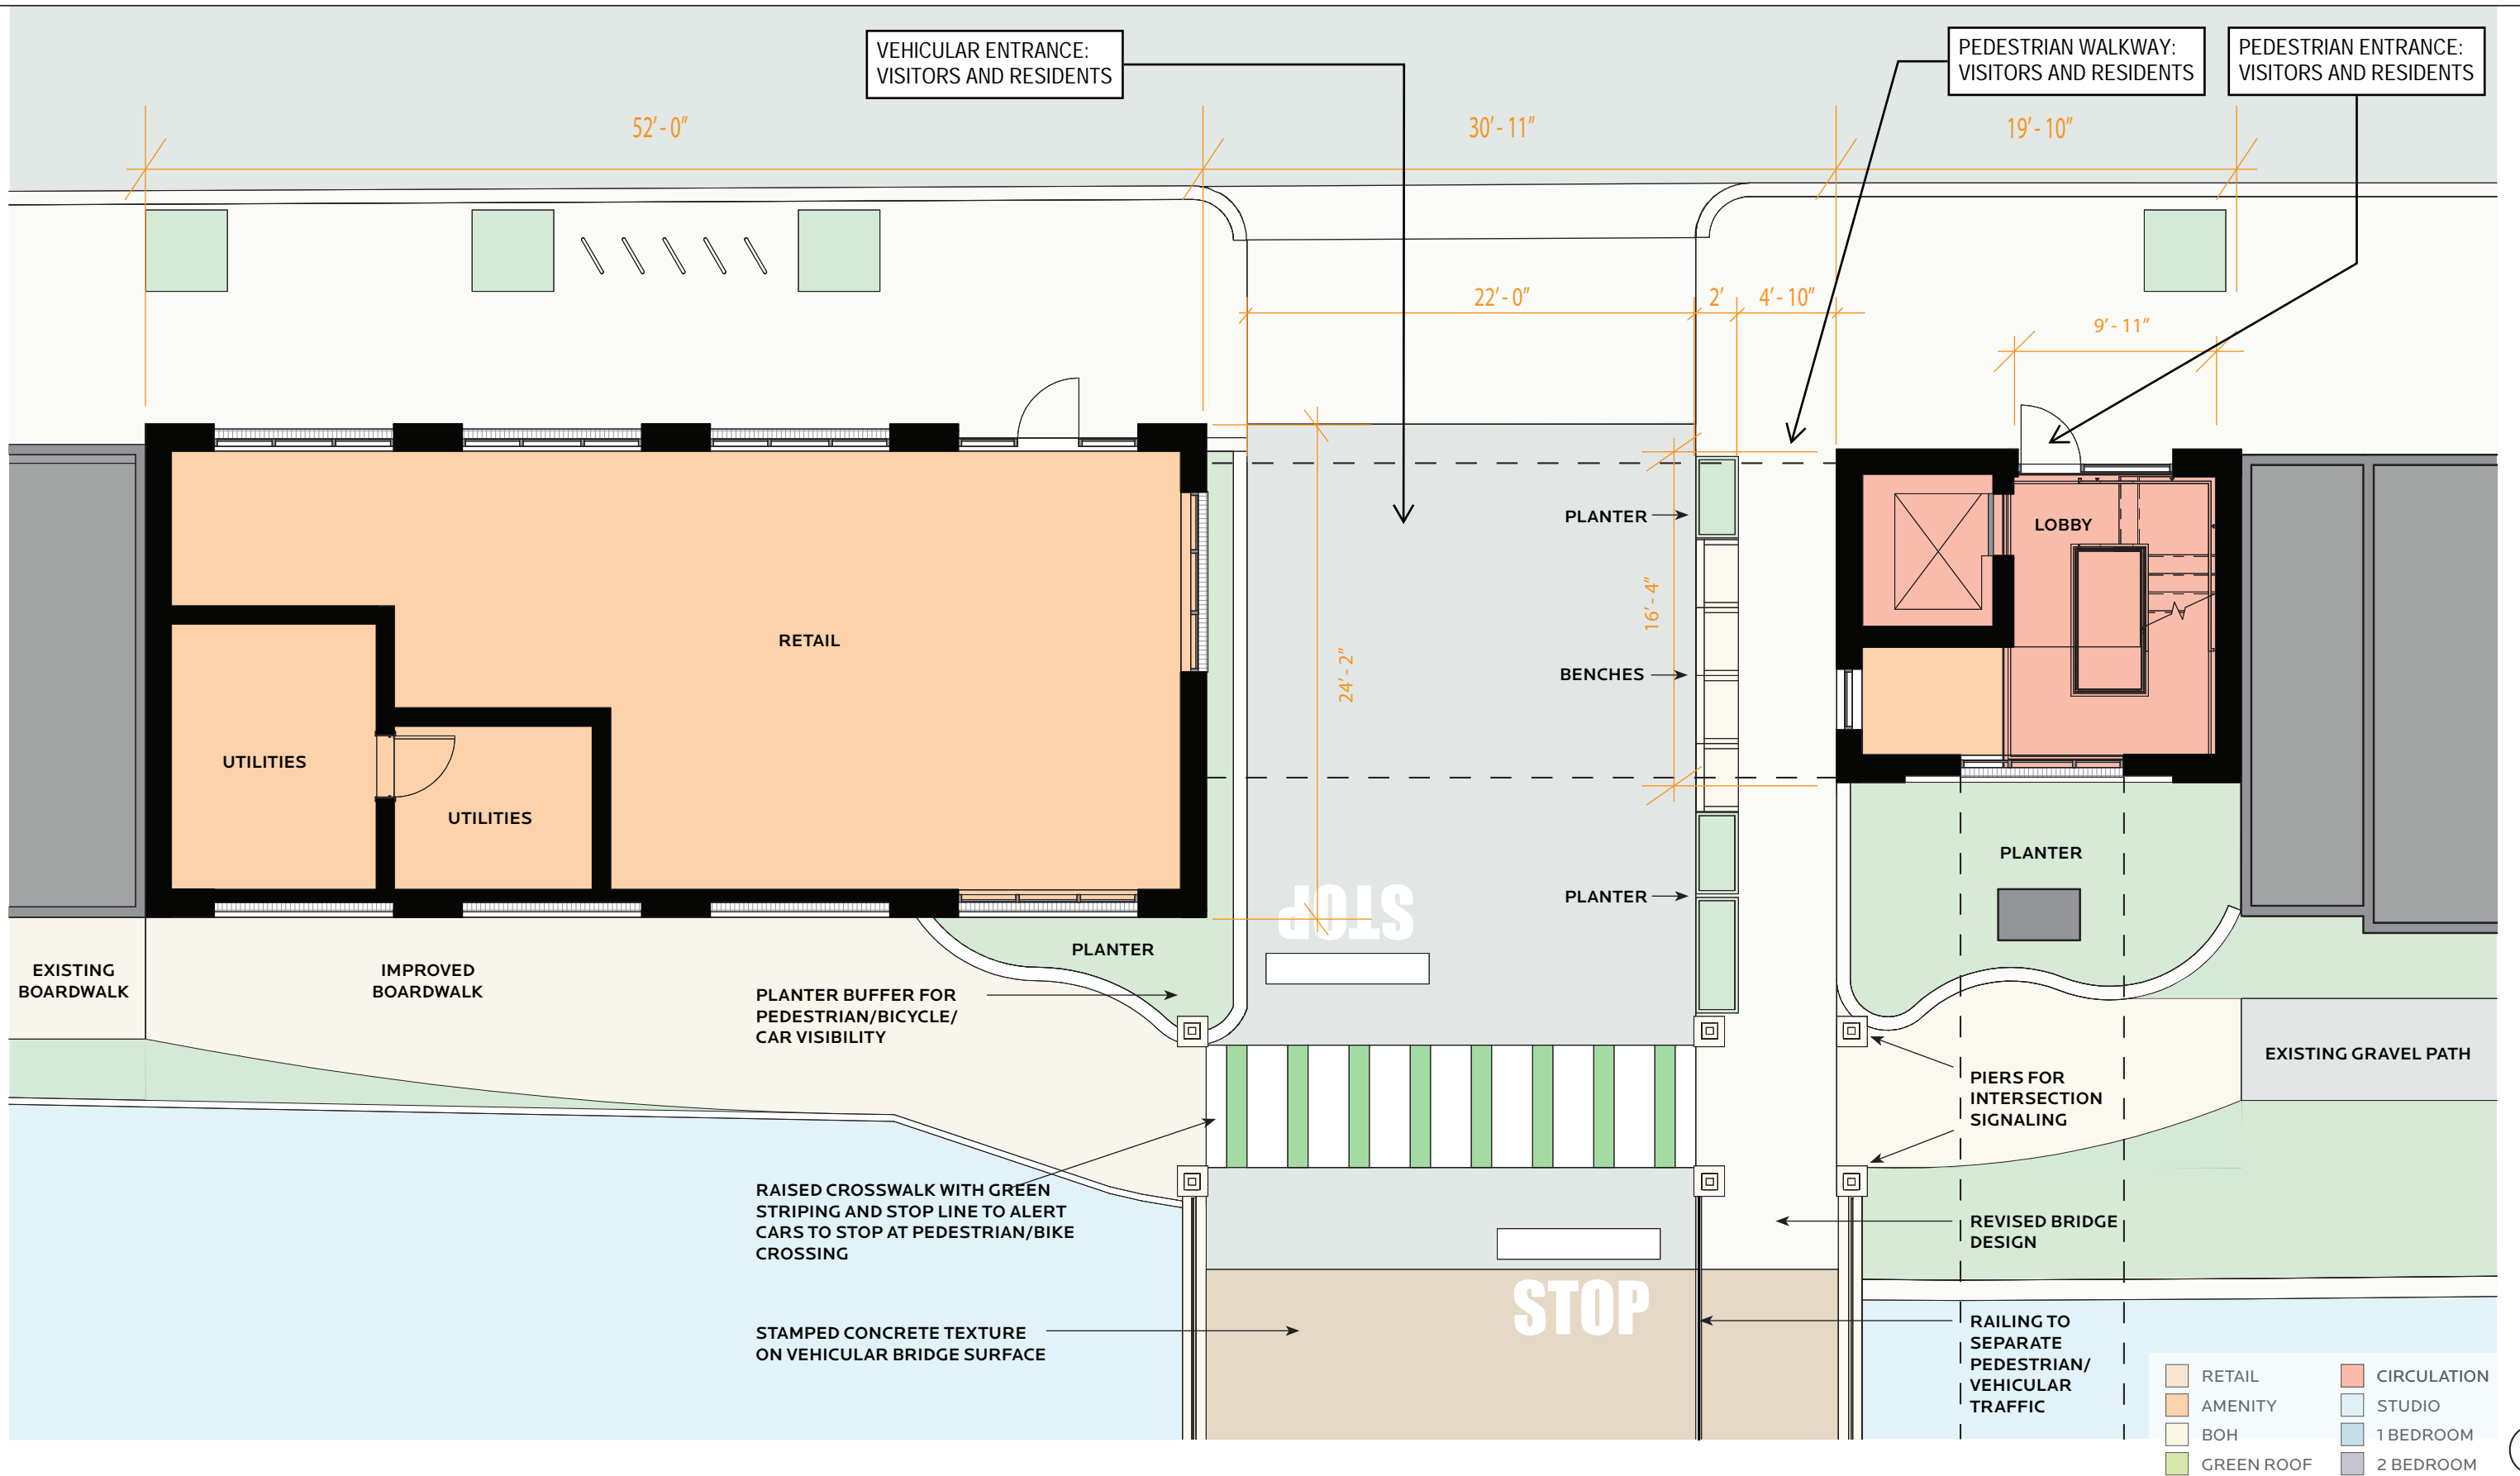 VEHICULAR ENTRANCE:
VISITORS AND RESIDENTS
PEDESTRIAN WALKWAY:
VISITORS AND RESIDENTS
PEDESTRIAN ENTRANCE:
VISITORS AND RESIDENTS
52' - 0"
30' - 11"
19' - 10"
22' - 0"
2'
4' - 10"
9' - 11"
PLANTER
LOBBY
16' - 4"
RETAIL
24' - 2"
BENCHES
UTILITIES
UTILITIES
PLANTER
PLANTER
STOP
PLANTER
EXISTING
BOARDWALK
IMPROVED
BOARDWALK
PLANTER BUFFER FOR
PEDESTRIAN/BICYCLE/
CAR VISIBILITY
EXISTING GRAVEL PATH
PIERS FOR
INTERSECTION
SIGNALING
RAISED CROSSWALK WITH GREEN
STRIPING AND STOP LINE TO ALERT
CARS TO STOP AT PEDESTRIAN/BIKE
CROSSING
REVISED BRIDGE
DESIGN
STOP
STAMPED CONCRETE TEXTURE
ON VEHICULAR BRIDGE SURFACE
RAILING TO
SEPARATE
PEDESTRIAN/
VEHICULAR
TRAFFIC
RETAIL
AMENITY
BOH
GREEN ROOF
CIRCULATION
STUDIO
1 BEDROOM
2 BEDROOM